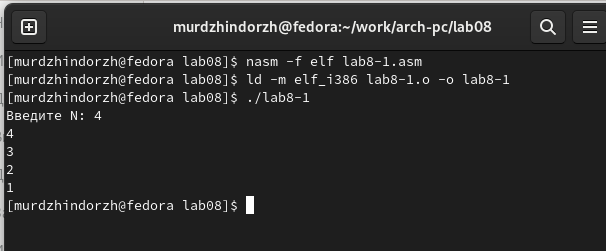 murdzhindorzh@fedora:~/work/arch-pc/lab08
[murdzhindorzh@fedora lab08]$ nasm -f elf lab8-1.asm
[murdzhindorzh@fedora lab08]$ ld -m elf_i386 lab8-1.o -o lab8-1
[murdzhindorzh@fedora lab08]$ ./lab8-1
Введите N: 4
4
3
2
1
[murdzhindorzh@fedora lab08]$